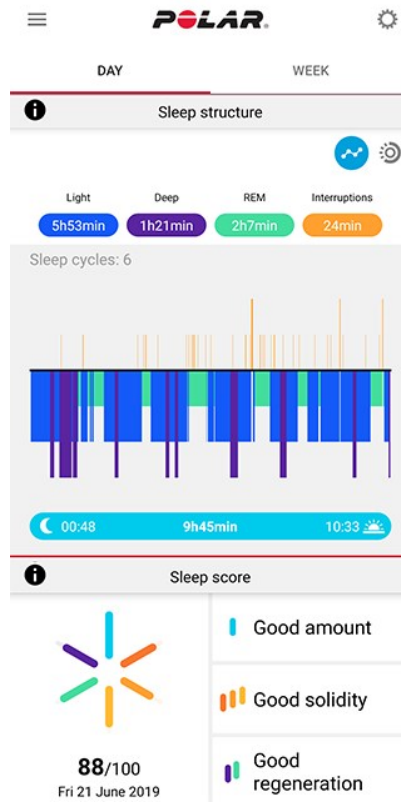 POLAR.
DAY WEEK
Sleep structure
Light Deep REM Interruptions
5h53min 1h21min 2h7min 24min
Sleep cycles: 6
00:48 9h45min 10:33
Sleep score
Good amount
Good solidity
Good
regeneration
88/100
Fri 21 June 2019